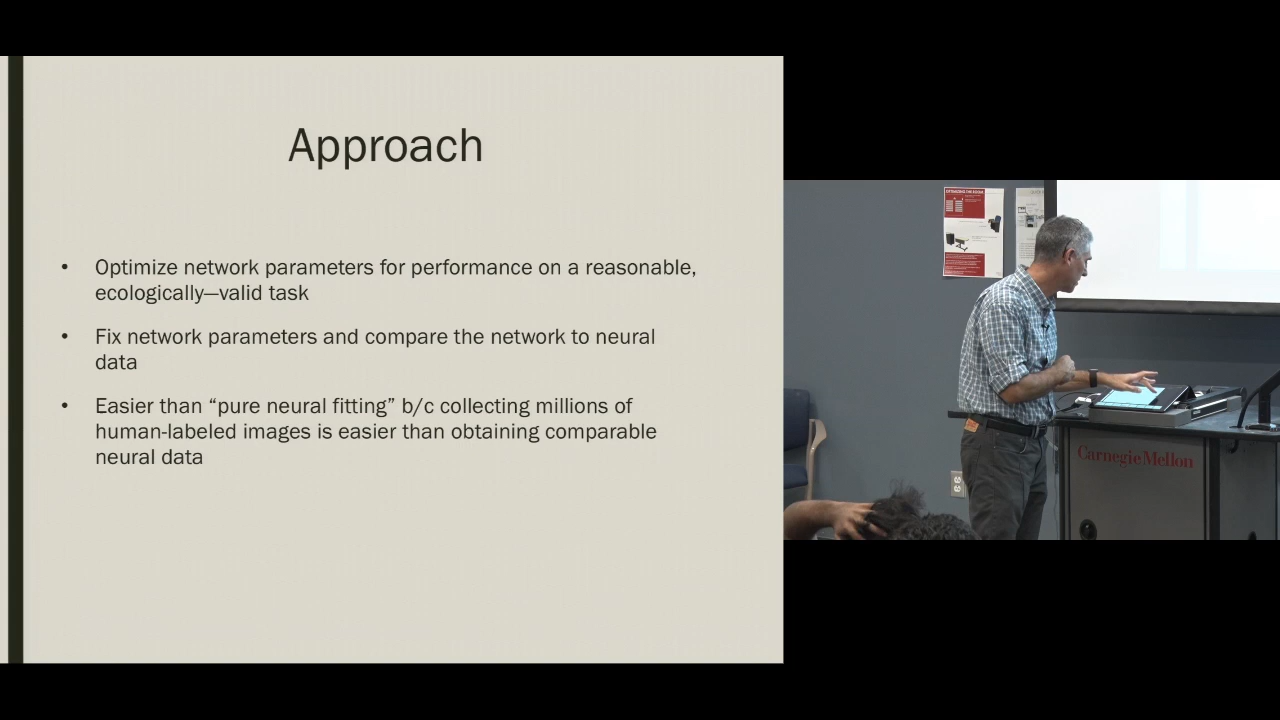 Approach
• Optimize network parameters for performance on a reasonable,
ecologically—valid task
• Fix network parameters and compare the network to neural
data
• Easier than “pure neural fitting” b/c collecting millions of
human-labeled images is easier than obtaining comparable
neural data
Carnegie Mellon